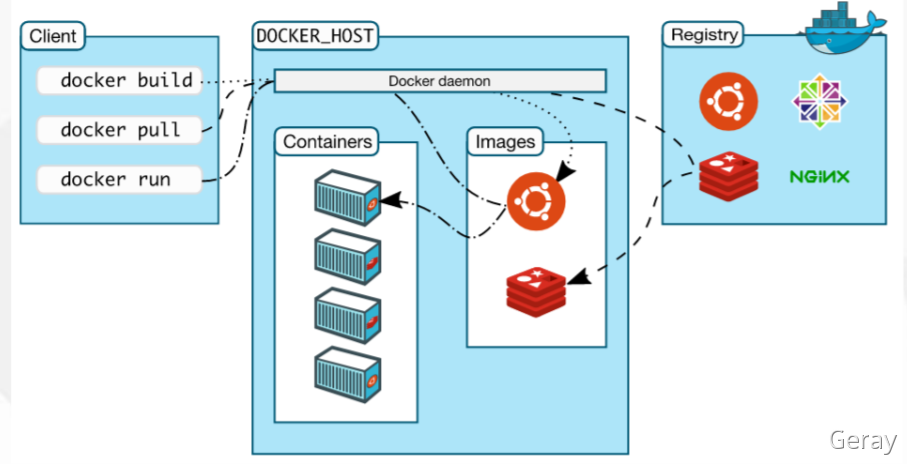 Client
docker build
docker pull
docker run
DOCKER_HOST
Docker daemon
Containers
Images
Registry
NGINX
Geray